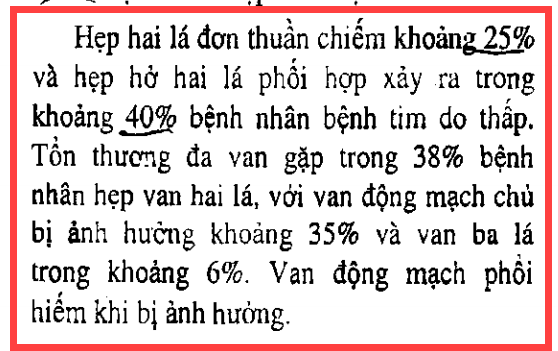 Hẹp hai lá đơn thuần chiếm khoảng 25%
và hẹp hở hai lá phối hợp xảy ra trong
khoảng 40% bệnh nhân bệnh tim do thấp.
Tổn thương đa van gặp trong 38% bệnh
nhân hẹp van hai lá, với van động mạch chủ
bị ảnh hưởng khoảng 35% và van ba lá
trong khoảng 6%. Van động mạch phổi
hiếm khi bị ảnh hưởng.